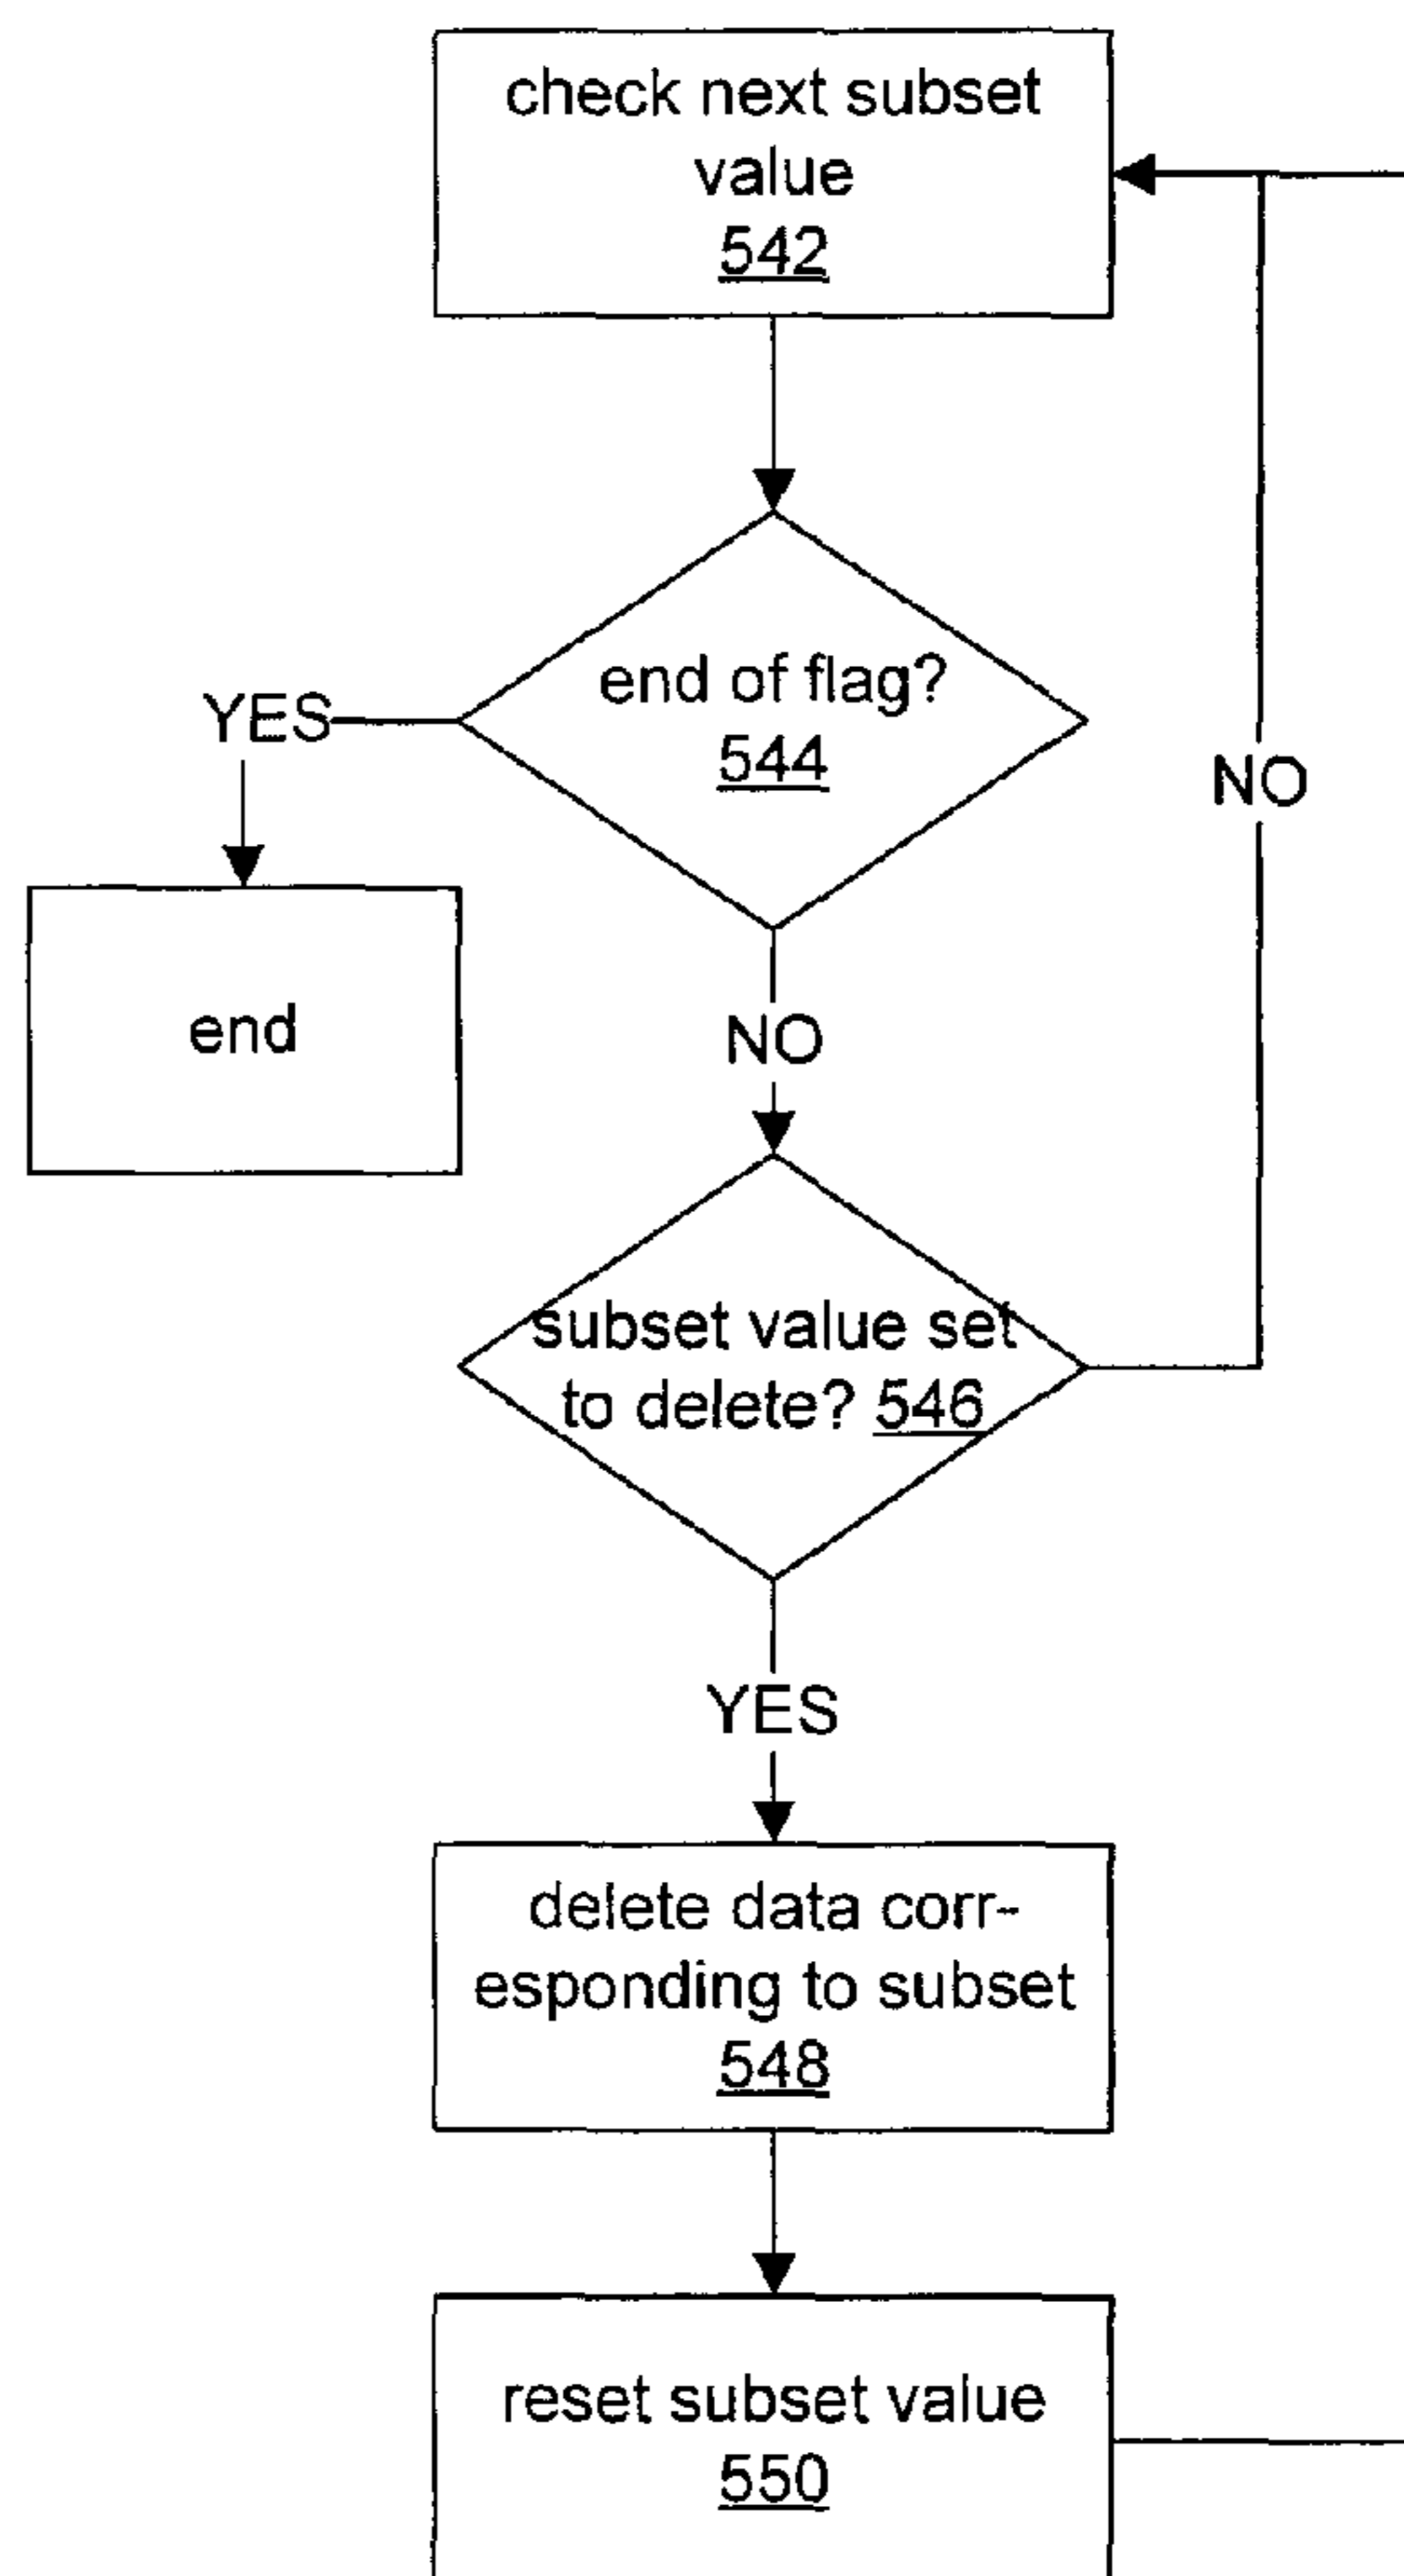 check next subset
value
542
end of flag?
544
YES
NO
end
NO
subset value set
to delete? 546
YES
delete data corr-
esponding to subset
548
reset subset value
550